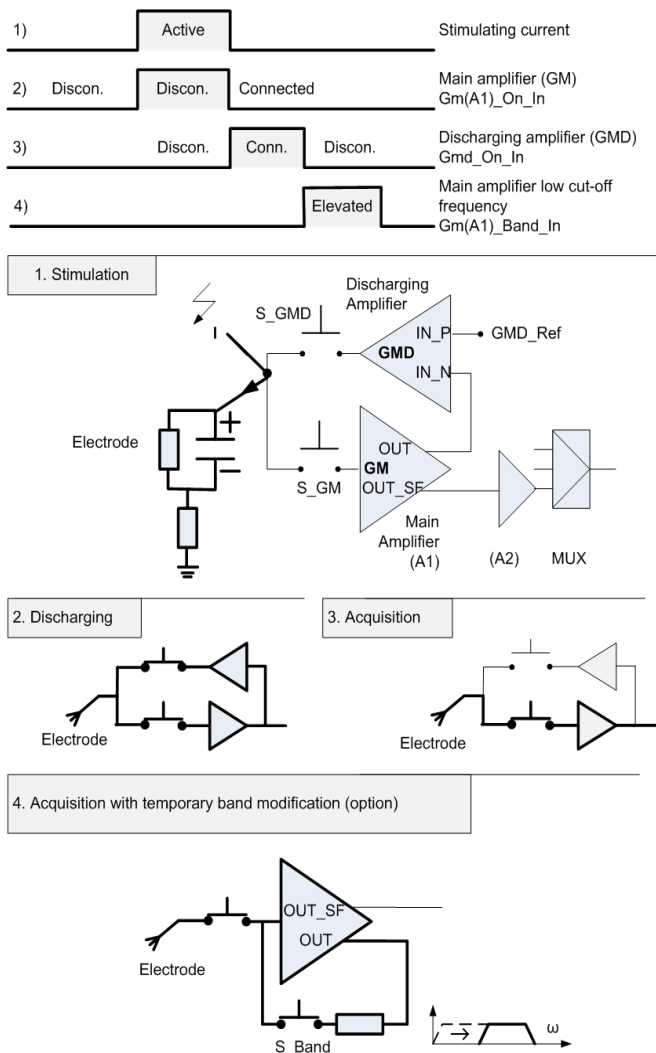 1) Active Stimulating current
2) Discon. Discon. Connected Main amplifier (GM)
Gm(A1)_On_In
3) Discon. Conn. Discon. Discharging amplifier (GMD)
Gmd_On_In
4) Elevated Main amplifier low cut-off
frequency
Gm(A1)_Band_In
1. Stimulation
Discharging
Amplifier
S_GMD
I
IN_P
GMD_Ref
GMD
IN_N
+
Electrode
−
OUT
GM
S_GM
OUT_SF
Main
Amplifier
(A1)
(A2)
MUX
2. Discharging
3. Acquisition
Electrode
Electrode
4. Acquisition with temporary band modification (option)
OUT_SF
OUT
Electrode
S_Band
ω